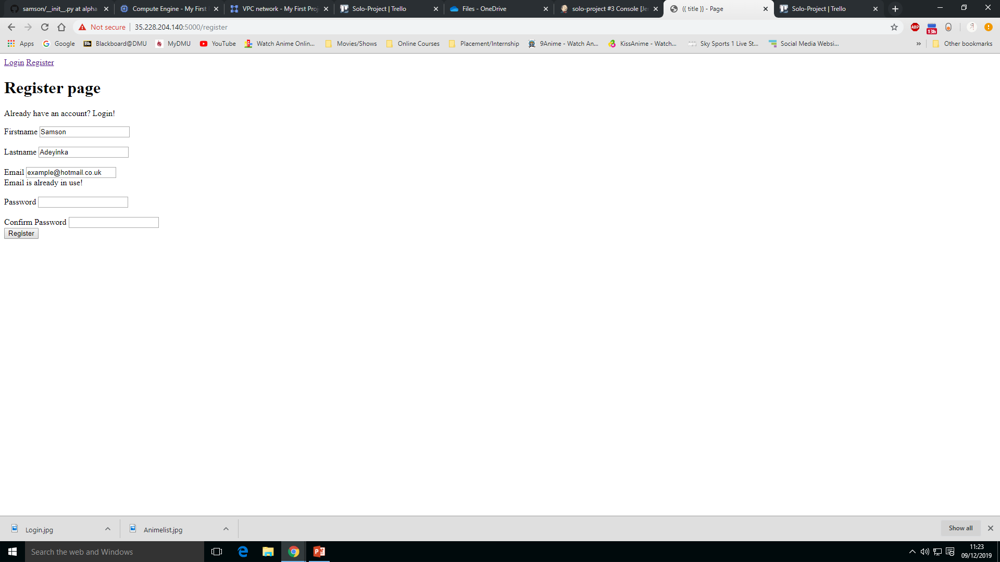 samson/__init__.py at alpha
Compute Engine - My First
VPC network - My First Proj
Solo-Project | Trello
Files - OneDrive
solo-project #3 Console [Je
(( title }} - Page
Solo-Project | Trello
Not secure | 35.228.204.140:5000/register
ABP
13h
Apps
Google
Bb
Blackboard@DMU
MyDMU
YouTube
Watch Anime Onlin...
Movies/Shows
Online Courses
Placement/Internship
9Anime - Watch An...
KissAnime - Watch...
Sky Sports 1 Live St...
Social Media Websi...
»
Other bookmarks
Login Register
Register page
Already have an account? Login!
Firstname Samson
Lastname Adeyinka
Email example@hotmail.co.uk
Email is already in use!
Password
Confirm Password
Register
Login.jpg
Animelist.jpg
Show all
Search the web and Windows
11:23
09/12/2019